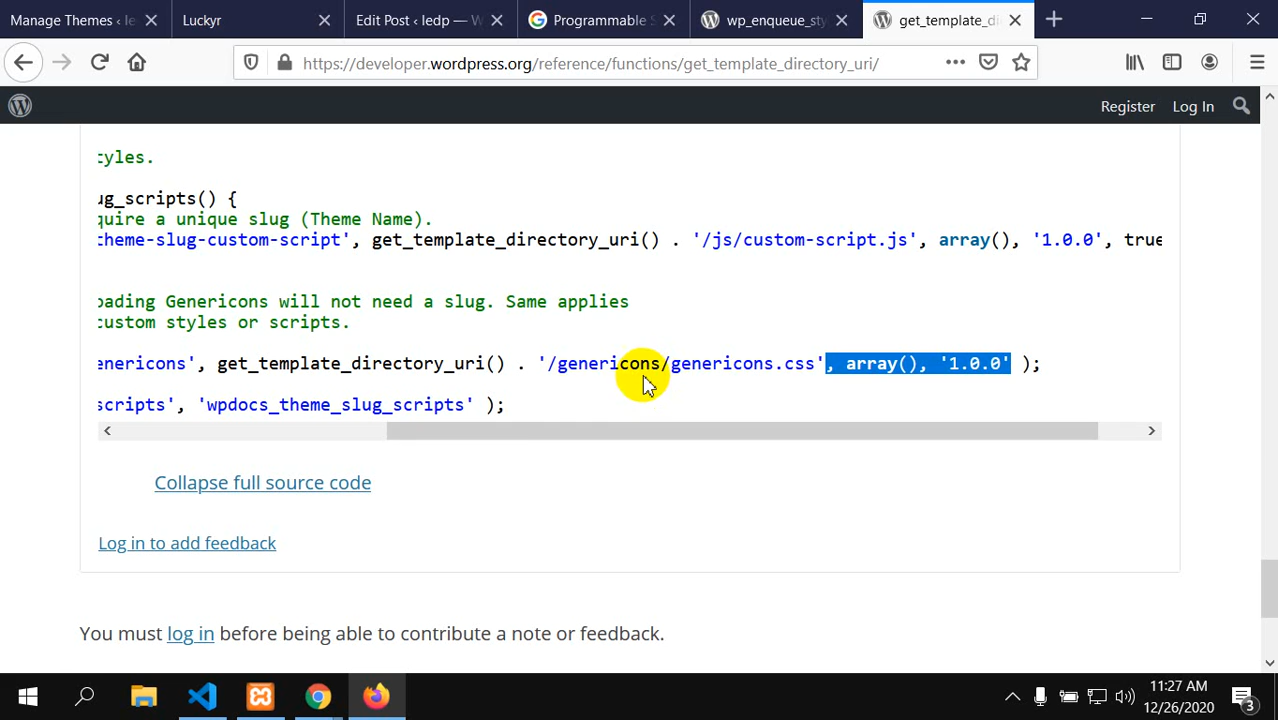 Manage Themes ‹ le
Luckyr
Edit Post ‹ ledp — W
Programmable S
wp_enqueue_sty
get_template_di
https://developer.wordpress.org/reference/functions/get_template_directory_uri/
Register Log In
tyles.
ug_scripts() {
quire a unique slug (Theme Name).
theme-slug-custom-script', get_template_directory_uri() . '/js/custom-script.js', array(), '1.0.0', true
oading Genericons will not need a slug. Same applies
custom styles or scripts.
enericons', get_template_directory_uri() . '/genericons/genericons.css', array(), '1.0.0' );
scripts', 'wpdocs_theme_slug_scripts' );
Collapse full source code
Log in to add feedback
You must log in before being able to contribute a note or feedback.
11:27 AM
12/26/2020
3